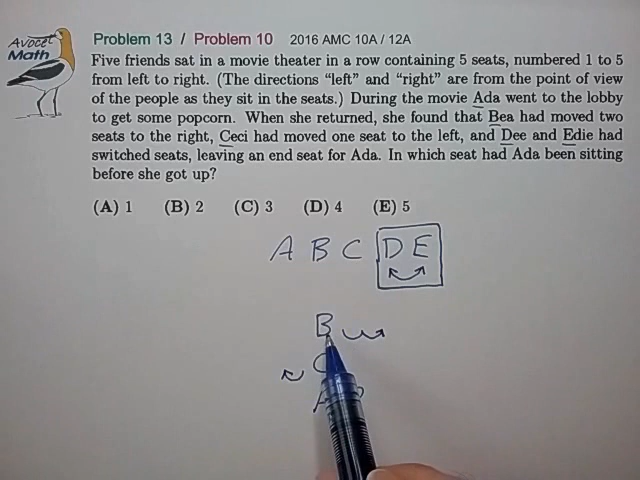 Avocet
Math
Problem 13 / Problem 10 2016 AMC 10A / 12A
Five friends sat in a movie theater in a row containing 5 seats, numbered 1 to 5
from left to right. (The directions “left” and “right” are from the point of view
of the people as they sit in the seats.) During the movie Ada went to the lobby
to get some popcorn. When she returned, she found that Bea had moved two
seats to the right, Ceci had moved one seat to the left, and Dee and Edie had
switched seats, leaving an end seat for Ada. In which seat had Ada been sitting
before she got up?
(A) 1 (B) 2 (C) 3 (D) 4 (E) 5
A B C D E
B
C
A